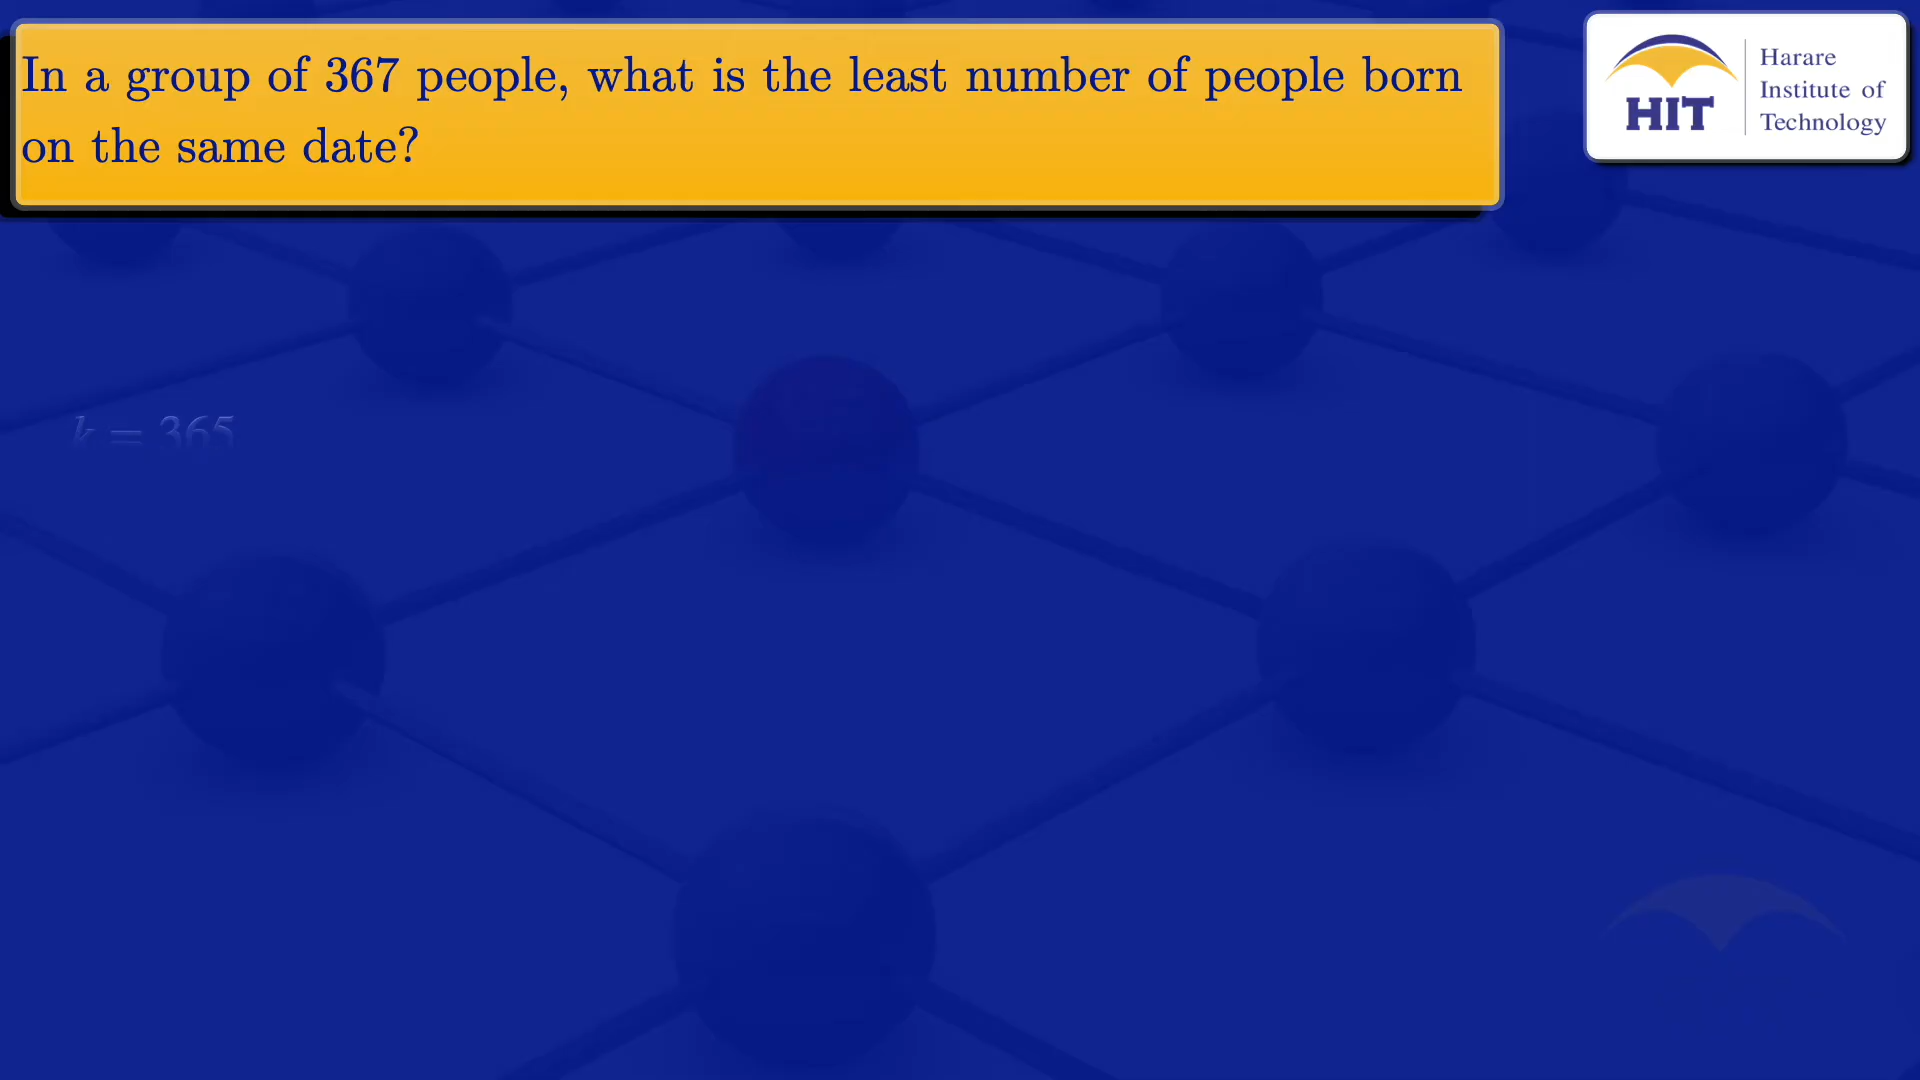 In a group of 367 people, what is the least number of people born
on the same date?
HIT
Harare
Institute of
Technology
k = 365